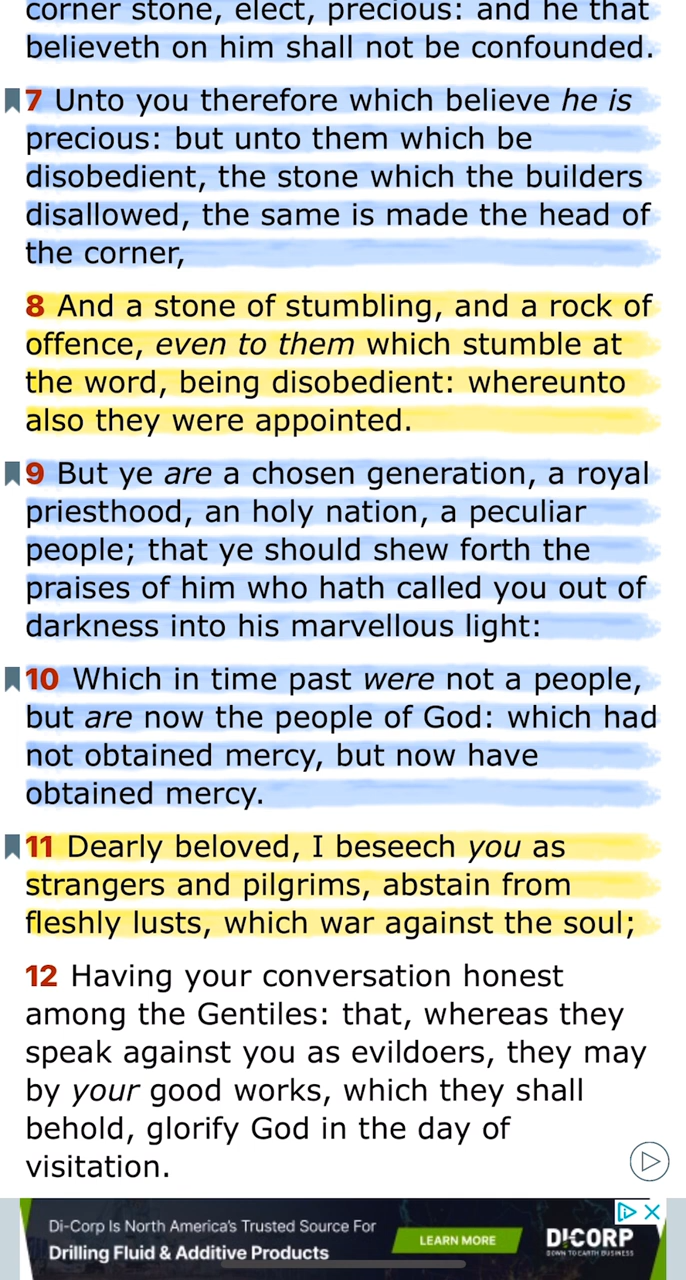 corner stone, elect, precious: and he that
believeth on him shall not be confounded.
7 Unto you therefore which believe he is
precious: but unto them which be
disobedient, the stone which the builders
disallowed, the same is made the head of
the corner,
8 And a stone of stumbling, and a rock of
offence, even to them which stumble at
the word, being disobedient: whereunto
also they were appointed.
9 But ye are a chosen generation, a royal
priesthood, an holy nation, a peculiar
people; that ye should shew forth the
praises of him who hath called you out of
darkness into his marvellous light:
10 Which in time past were not a people,
but are now the people of God: which had
not obtained mercy, but now have
obtained mercy.
11 Dearly beloved, I beseech you as
strangers and pilgrims, abstain from
fleshly lusts, which war against the soul;
12 Having your conversation honest
among the Gentiles: that, whereas they
speak against you as evildoers, they may
by your good works, which they shall
behold, glorify God in the day of
visitation.
Di-Corp Is North America's Trusted Source For
Drilling Fluid & Additive Products
LEARN MORE
DI-CORP
DOWN TO EARTH BUSINESS